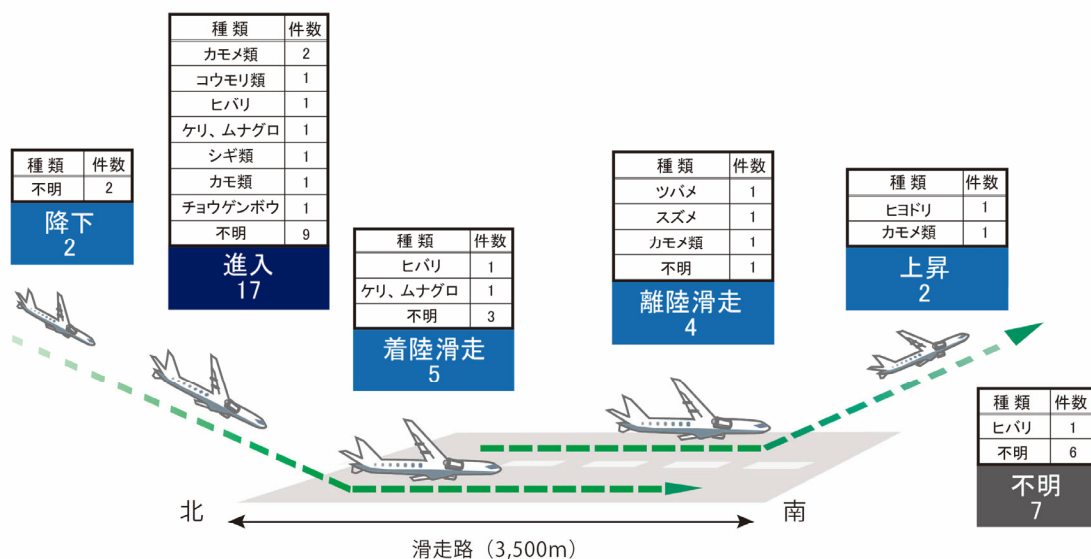 種類 件数
不明 2
降下
2
種類 件数
カモメ類 2
コウモリ類 1
ヒバリ 1
ケリ、ムナグロ 1
シギ類 1
カモ類 1
チョウゲンボウ 1
不明 9
進入
17
種類 件数
ヒバリ 1
ケリ、ムナグロ 1
不明 3
着陸滑走
5
種類 件数
ツバメ 1
スズメ 1
カモメ類 1
不明 1
離陸滑走
4
種類 件数
ヒヨドリ 1
カモメ類 1
上昇
2
種類 件数
ヒバリ 1
不明 6
不明
7
北
南
滑走路（3,500m）